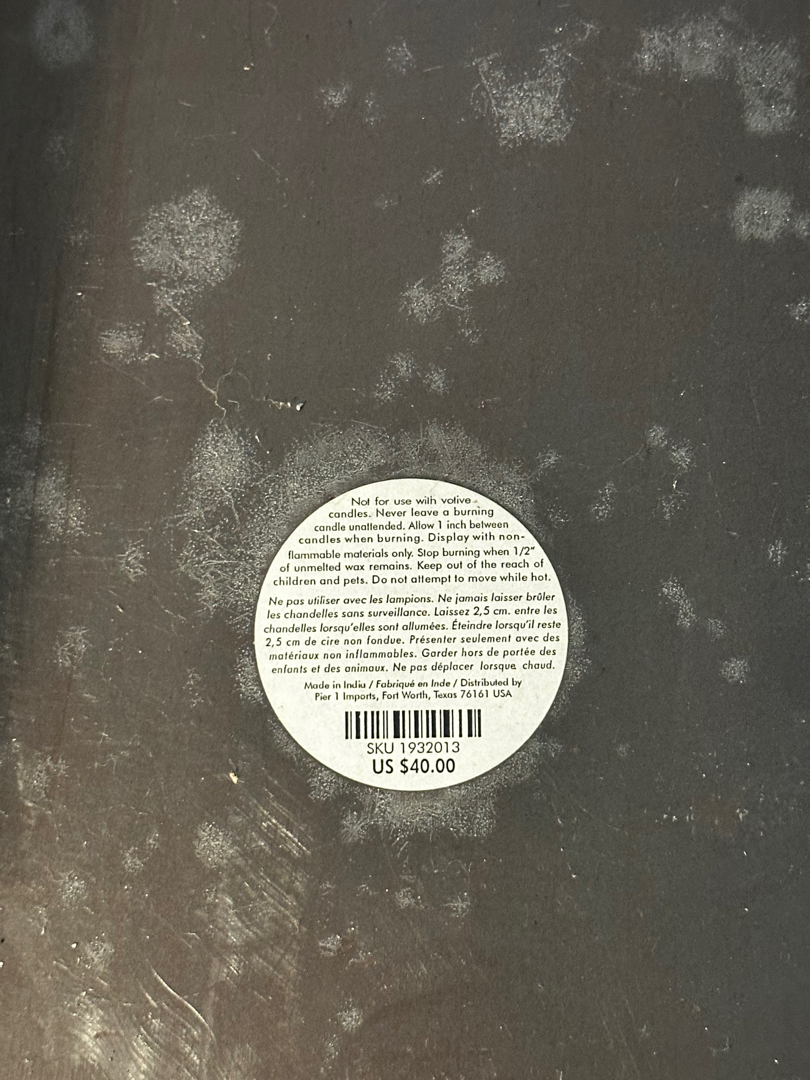 Not for use with votive
candles. Never leave a burning
candle unattended. Allow 1 inch between
candles when burning. Display with non-
flammable materials only. Stop burning when 1/2"
of unmelted wax remains. Keep out of the reach of
children and pets. Do not attempt to move while hot.
Ne pas utiliser avec les lampions. Ne jamais laisser brûler
les chandelles sans surveillance. Laissez 2,5 cm. entre les
chandelles lorsqu'elles sont allumées. Éteindre lorsqu'il reste
2,5 cm de cire non fondue. Présenter seulement avec des
matériaux non inflammables. Garder hors de portée des
enfants et des animaux. Ne pas déplacer lorsque chaud.
Made in India / Fabriqué en Inde / Distributed by
Pier 1 Imports, Fort Worth, Texas 76161 USA
SKU 1932013
US $40.00